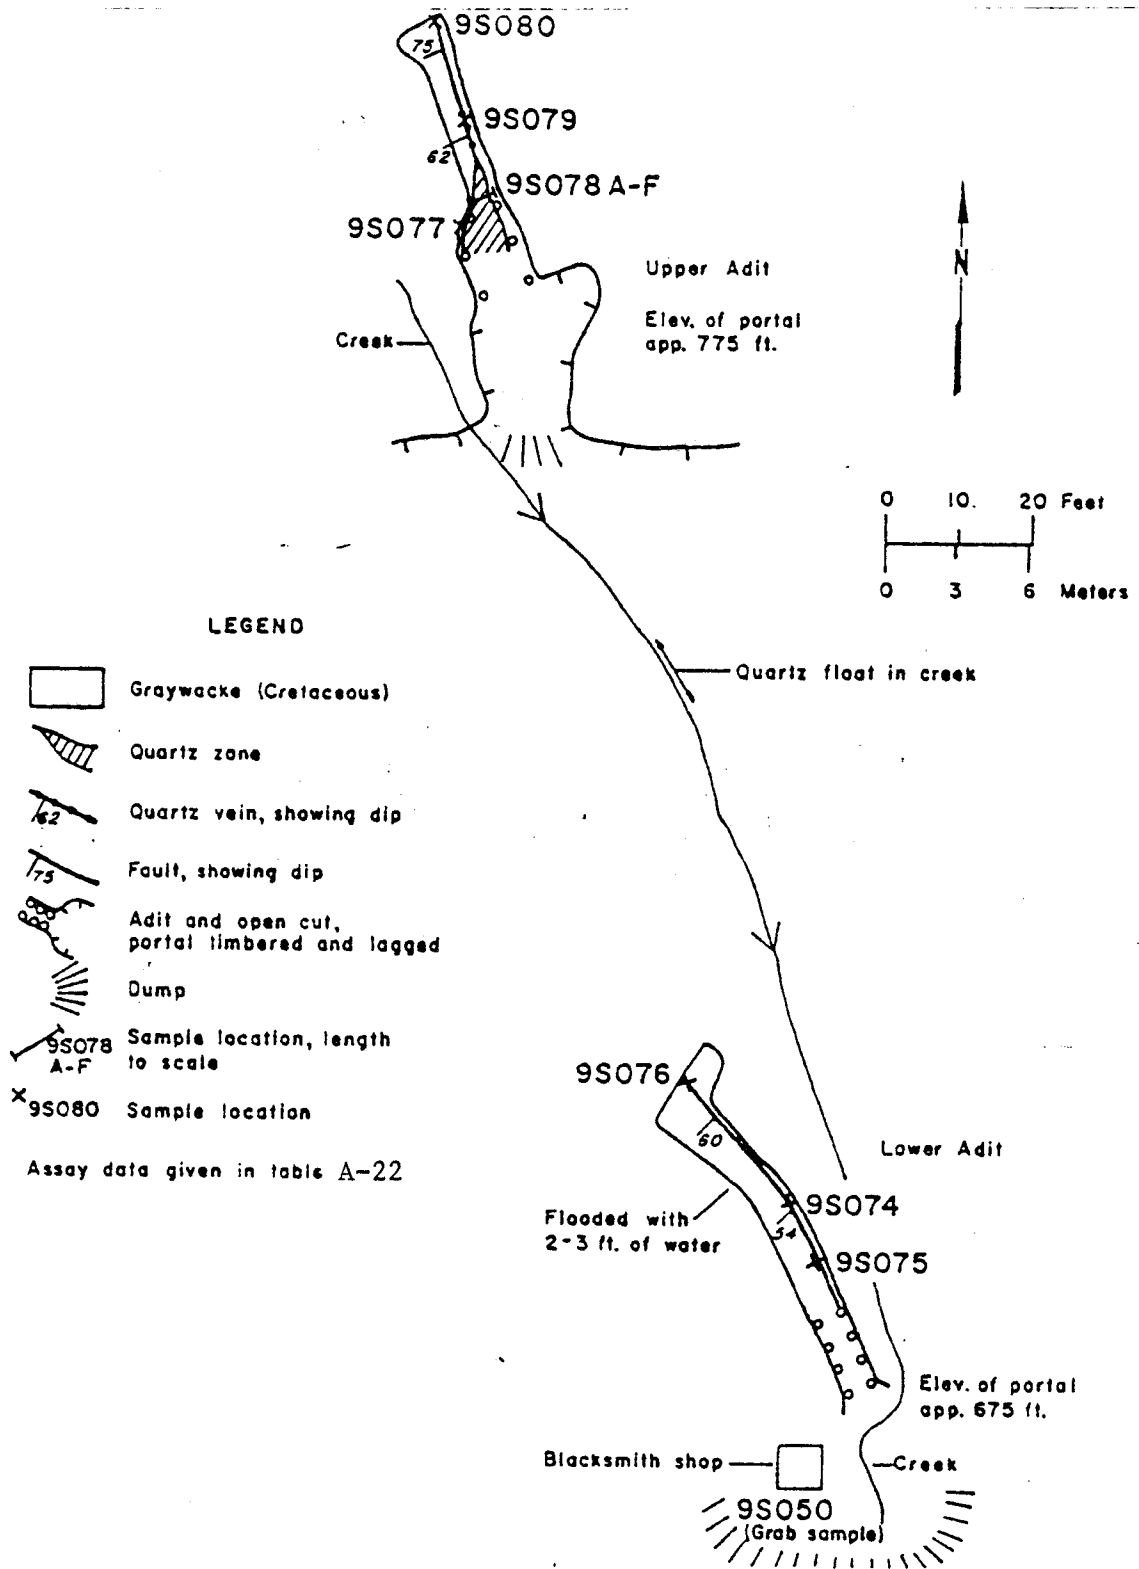 9S080
75
9S079
62
9S078 A-F
9S077
Upper Adit
Elev. of portal
app. 775 ft.
N
Creek
0 10. 20 Feet
0 3 6 Meters
Quartz float in creek
LEGEND
Graywacke (Cretaceous)
Quartz zone
62
Quartz vein, showing dip
75
Fault, showing dip
Adit and open cut,
portal timbered and lagged
Dump
9S078
A-F
Sample location, length
to scale
9S080 Sample location
Assay data given in table A-22
9S076
60
Lower Adit
9S074
Flooded with
2-3 ft. of water
54
9S075
Elev. of portal
app. 675 ft.
Blacksmith shop
Creek
9S050
(Grab sample)